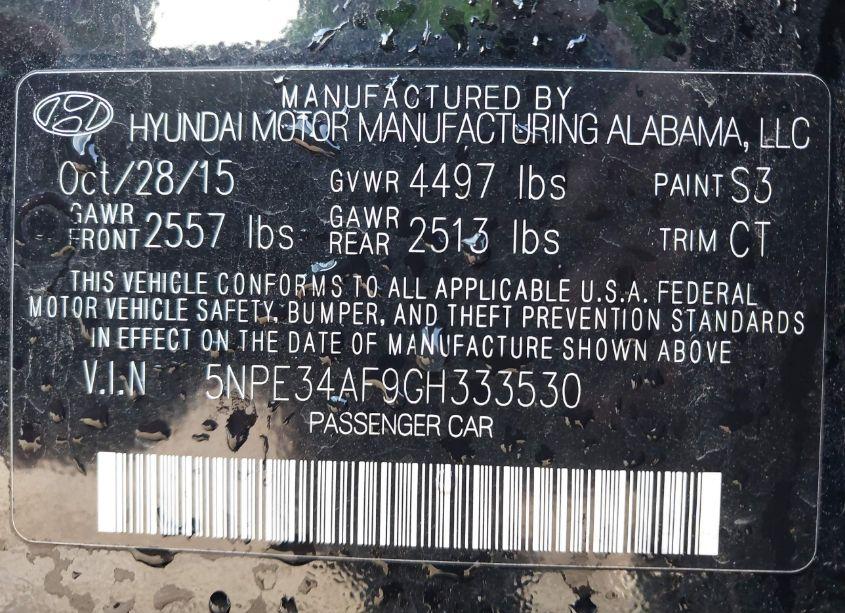 MANUFACTURED BY
HYUNDAI MOTOR MANUFACTURING ALABAMA, LLC
Oct/28/15 GVWR 4497 lbs PAINT S3
GAWR FRONT 2557 lbs GAWR REAR 2513 lbs TRIM CT
THIS VEHICLE CONFORMS TO ALL APPLICABLE U.S.A. FEDERAL
MOTOR VEHICLE SAFETY, BUMPER, AND THEFT PREVENTION STANDARDS
IN EFFECT ON THE DATE OF MANUFACTURE SHOWN ABOVE
V.I.N 5NPE34AF9GH333530
PASSENGER CAR